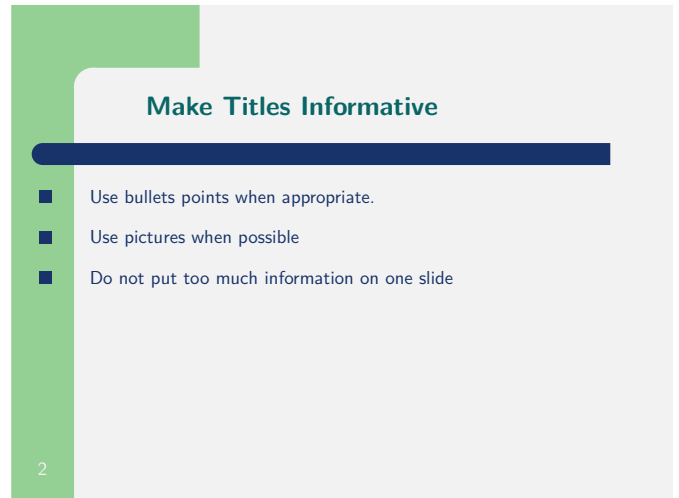 Make Titles Informative
Use bullets points when appropriate.
Use pictures when possible
Do not put too much information on one slide
2